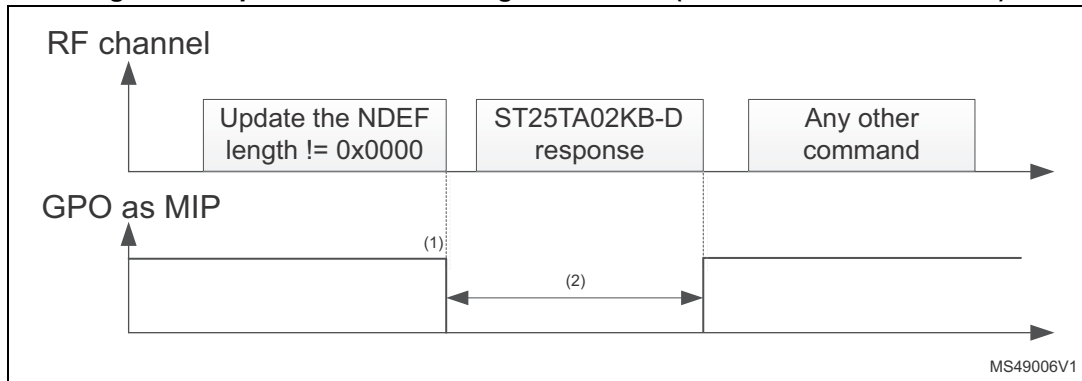 RF channel
Update the NDEF
length != 0x0000
ST25TA02KB-D
response
Any other
command
GPO as MIP
(1)
(2)
MS49006V1